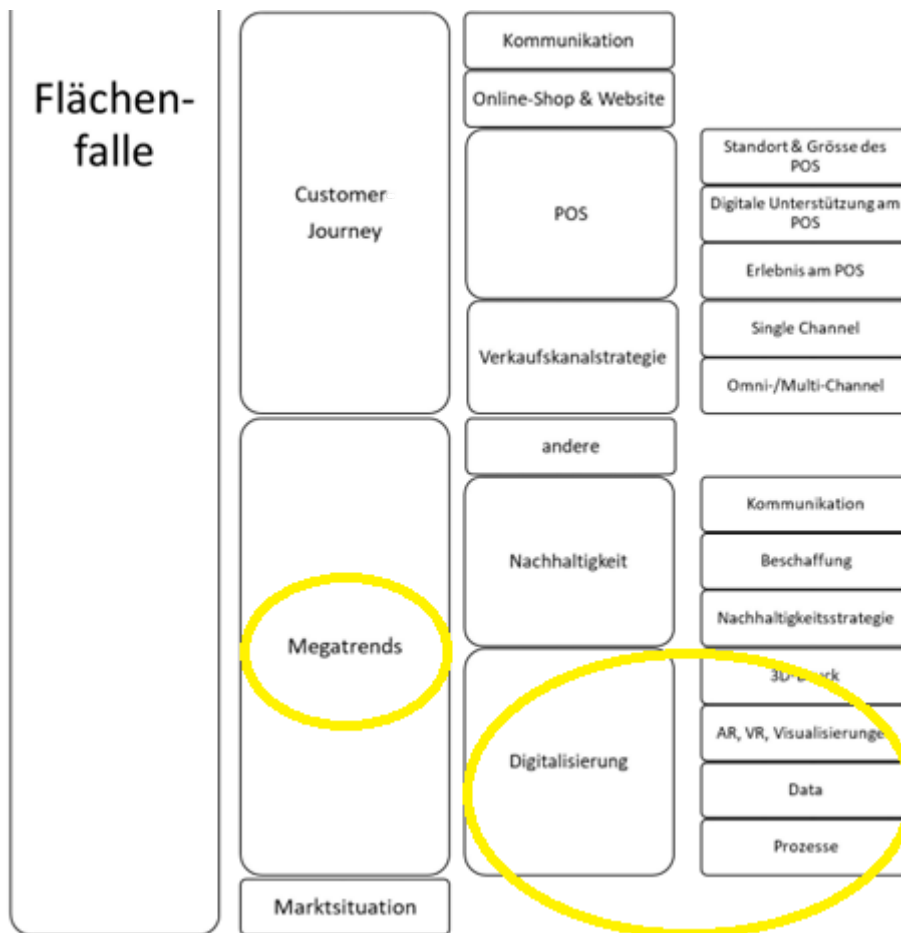 Flächen-
falle
Customer
Journey
Megatrends
Marktsituation
Kommunikation
Online-Shop & Website
POS
Verkaufskanalstrategie
andere
Nachhaltigkeit
Digitalisierung
Standort & Grösse des
POS
Digitale Unterstützung am
POS
Erlebnis am POS
Single Channel
Omni-/Multi-Channel
Kommunikation
Beschaffung
Nachhaltigkeitsstrategie
AR, VR, Visualisierunge
Data
Prozesse